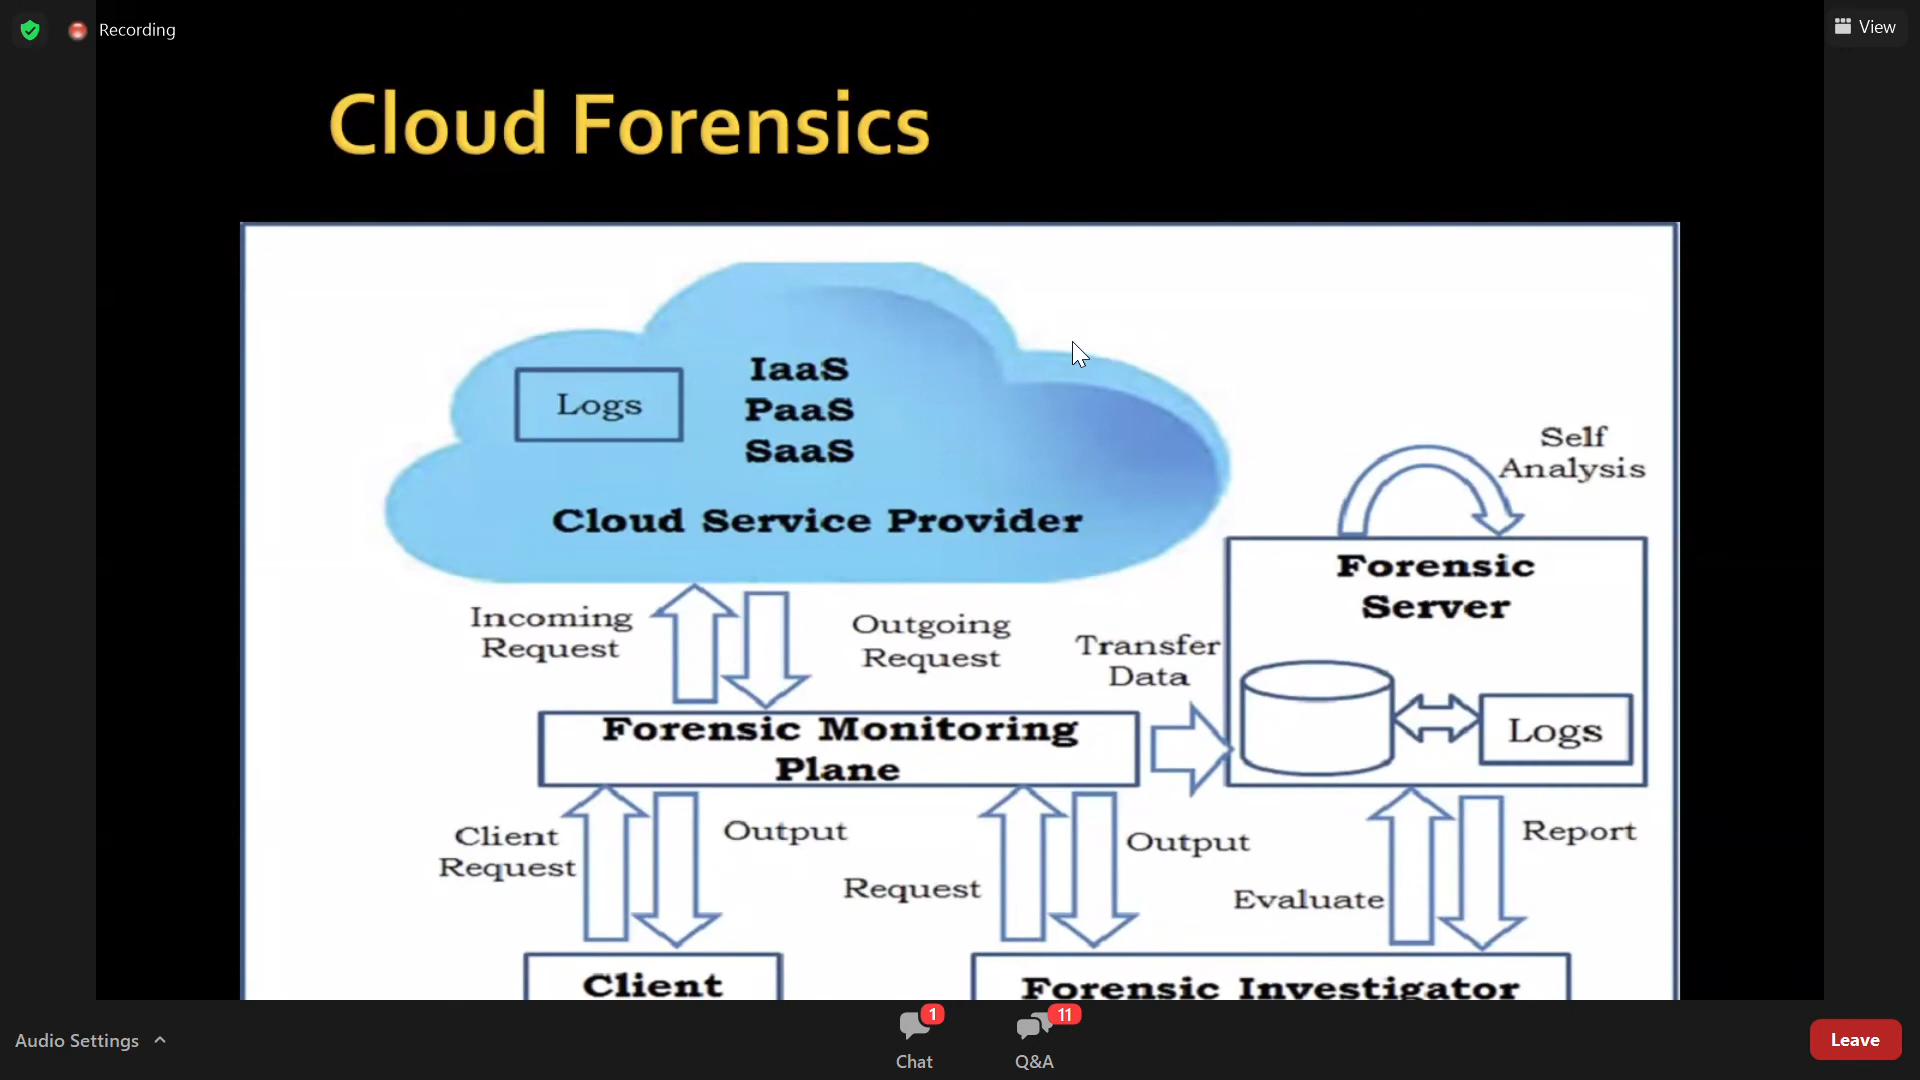 Recording
View
Cloud Forensics
Logs
IaaS
PaaS
SaaS
Cloud Service Provider
Self
Analysis
Forensic
Server
Incoming
Request
Outgoing
Request
Transfer
Data
Logs
Forensic Monitoring
Plane
Client
Request
Output
Request
Output
Evaluate
Report
Client
Forensic Investigator
Audio Settings
1
Chat
11
Q&A
Leave